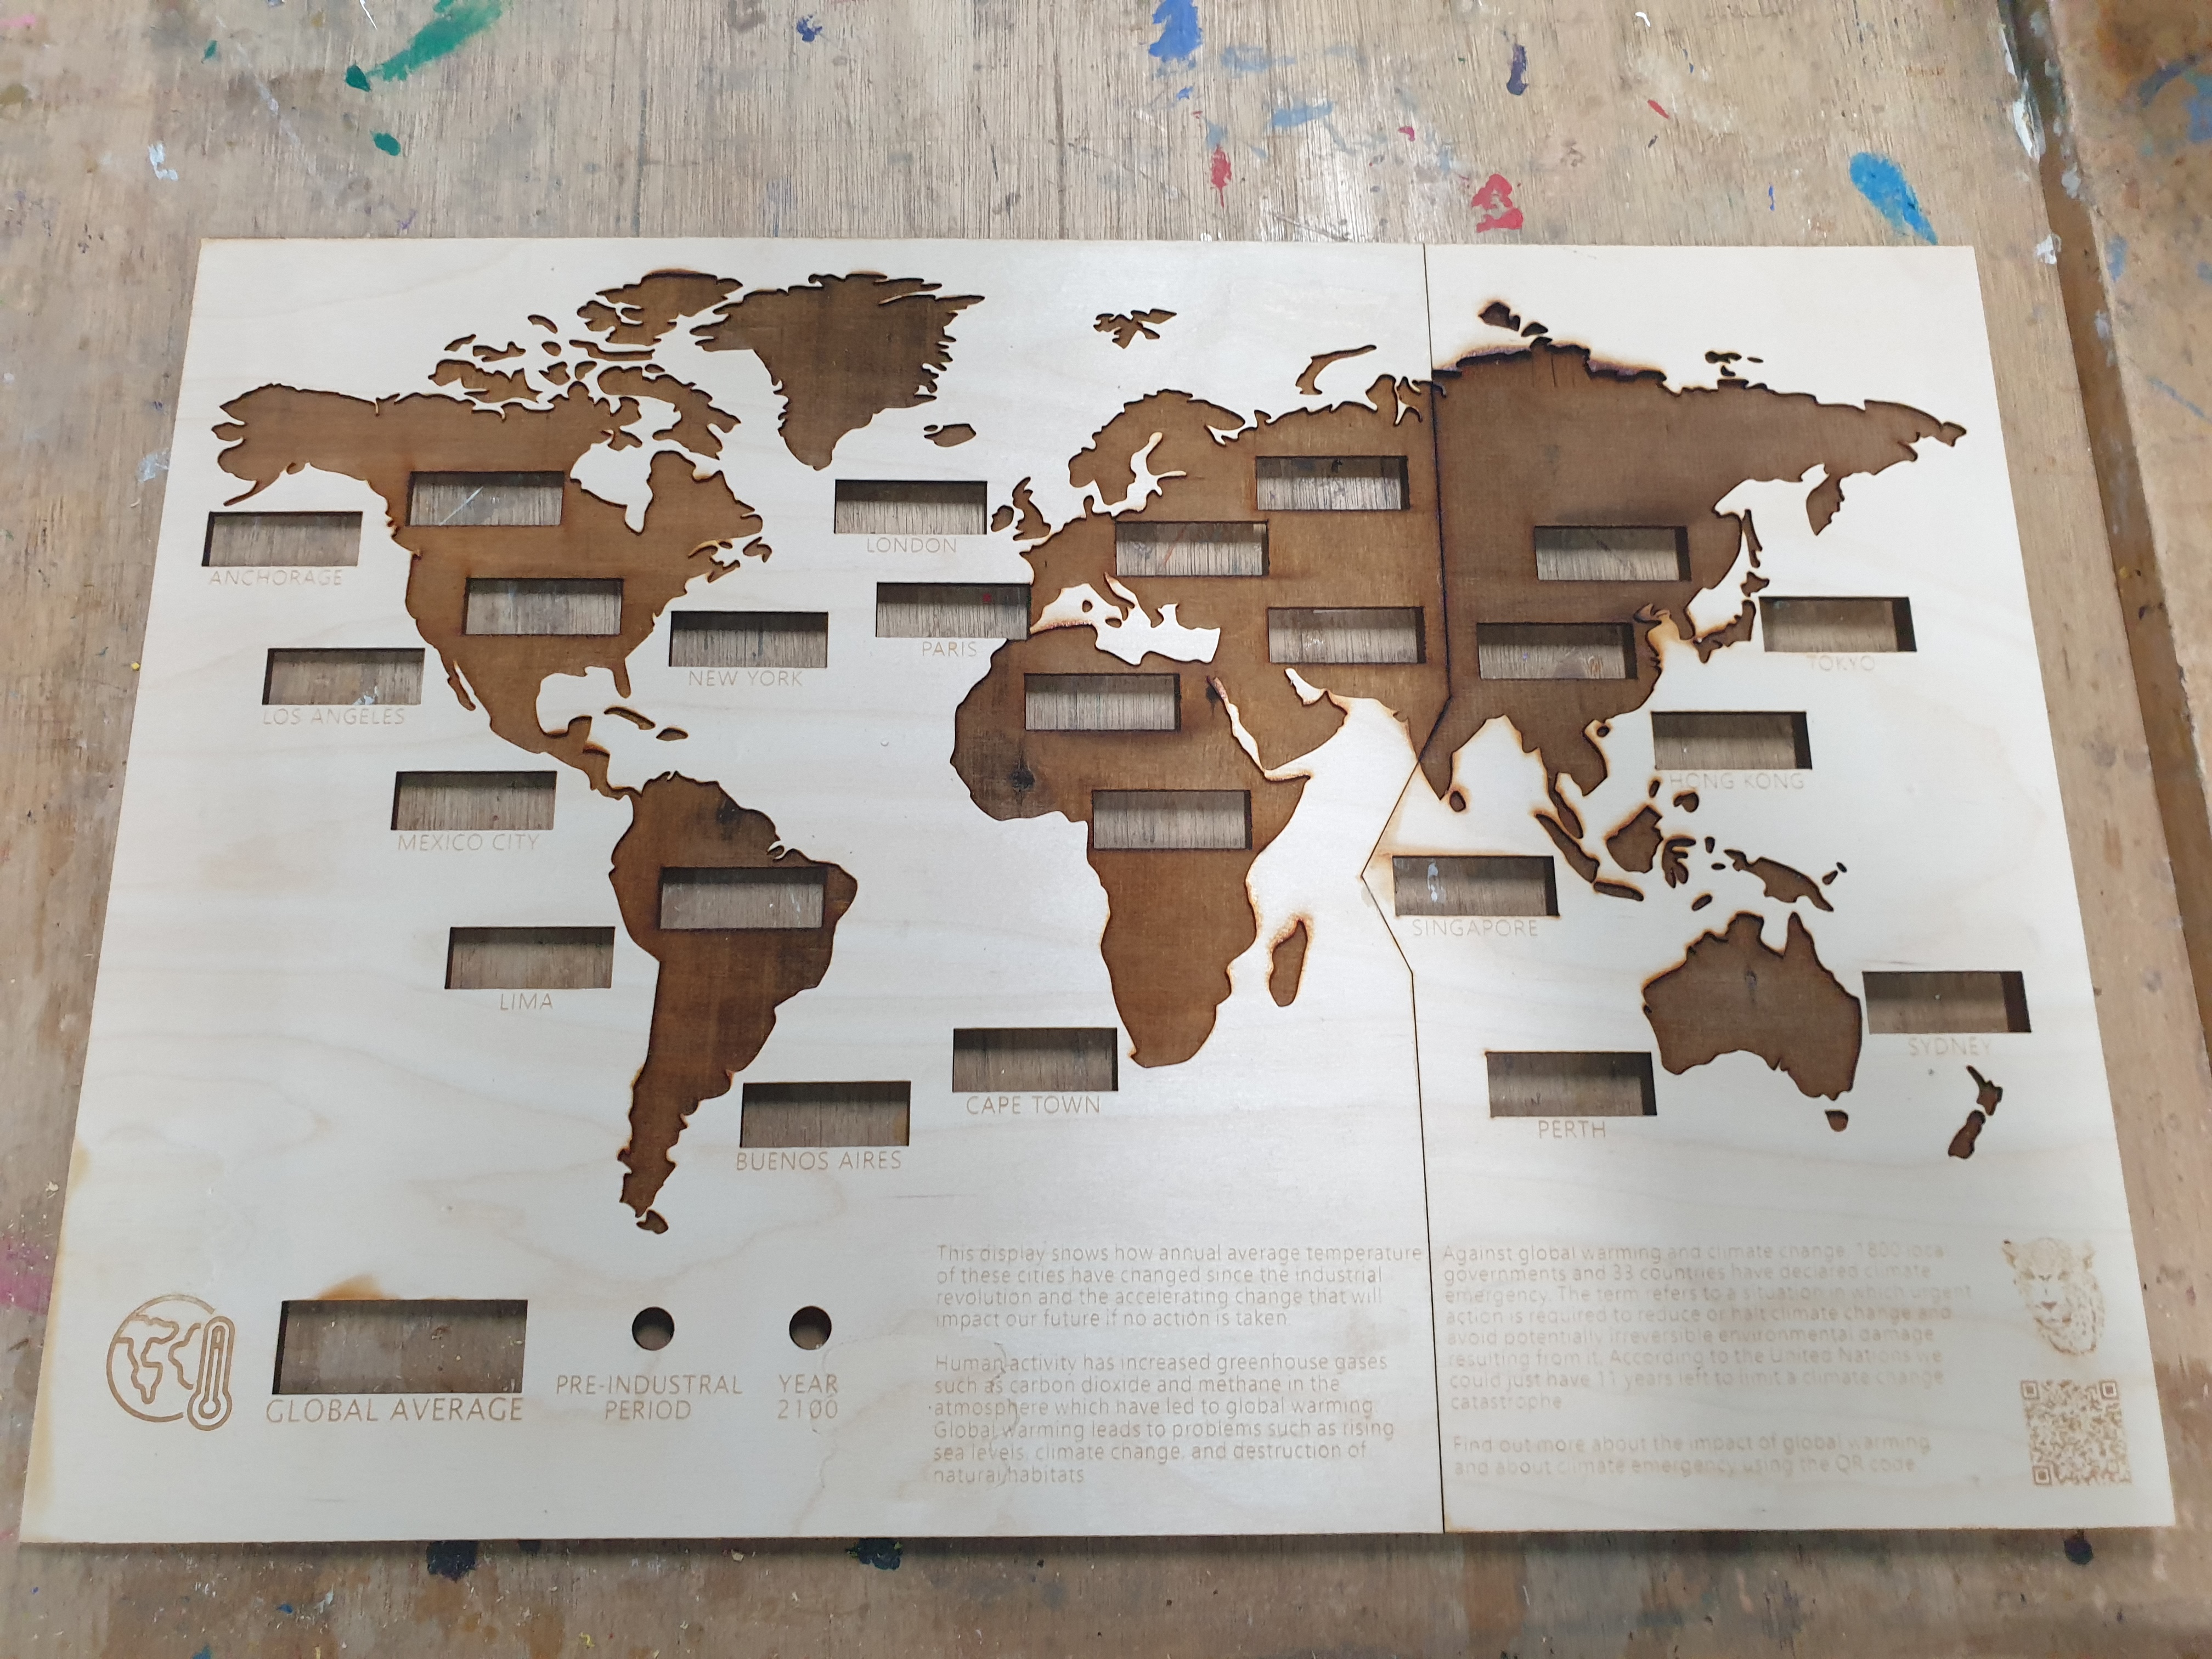 LONDON
ANCHORAGE
PARIS
NEW YORK
TOKYO
LOS ANGELES
HONG KONG
MEXICO CITY
SINGAPORE
LIMA
SYDNEY
CAPE TOWN
PERTH
BUENOS AIRES
GLOBAL AVERAGE
PRE-INDUSTRAL
PERIOD
YEAR
2100
This display shows how annual average temperature
of these cities have changed since the industrial
revolution and the accelerating change that will
impact our future if no action is taken.
Human activity has increased greenhouse gases
such as carbon dioxide and methane in the
atmosphere which have led to global warming.
Global warming leads to problems such as rising
sea levels, climate change, and destruction of
natural habitats
Against global warming and climate change, 1800 local
governments and 33 countries have declared climate
emergency. The term refers to a situation in which urgent
action is required to reduce or halt climate change and
avoid potentially irreversible environmental damage
resulting from it. According to the United Nations we
could just have 11 years left to limit a climate change
catastrophe
Find out more about the impact of global warming
and about climate emergency using the QR code